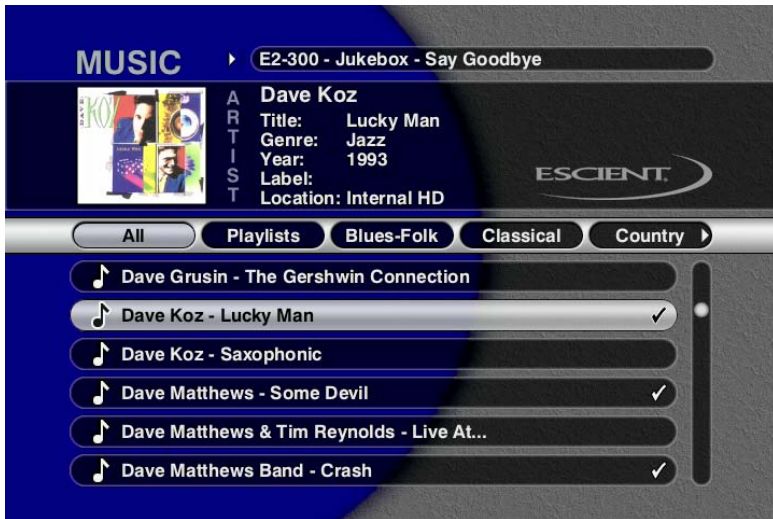 MUSIC
E2-300 - Jukebox - Say Goodbye
DAVE
KOZ
ARTIST
Dave Koz
Title: Lucky Man
Genre: Jazz
Year: 1993
Label:
Location: Internal HD
ESCIENT
All Playlists Blues-Folk Classical Country
Dave Grusin - The Gershwin Connection
Dave Koz - Lucky Man
Dave Koz - Saxophonic
Dave Matthews - Some Devil
Dave Matthews & Tim Reynolds - Live At...
Dave Matthews Band - Crash